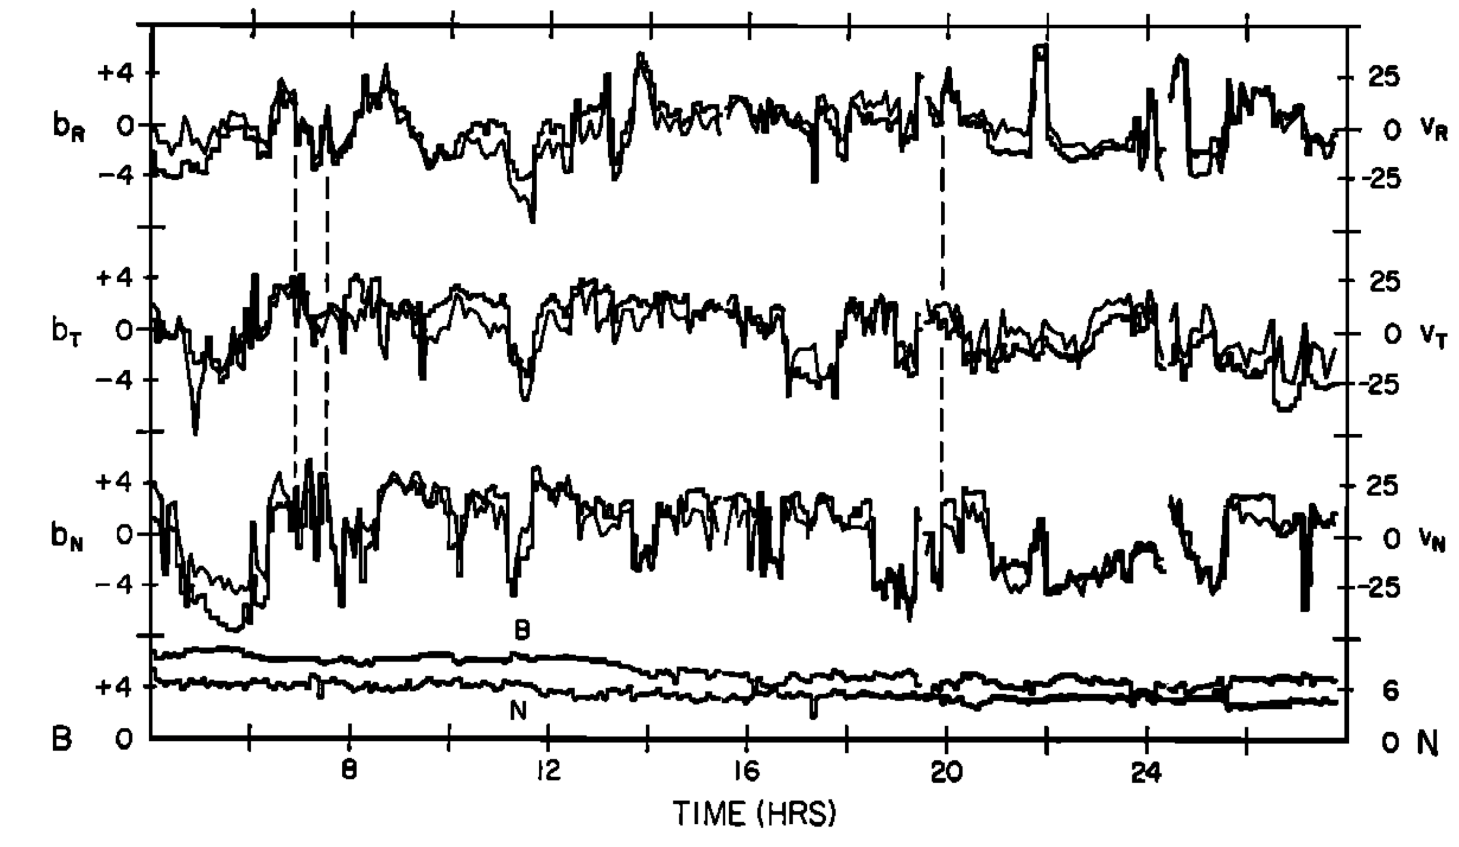 +4 25
b_R 0 0 v_R
-4 -25
+4 25
b_T 0 0 v_T
-4 -25
+4 25
b_N 0 0 v_N
-4 -25
B
+4 6
N
B 0 0 N
8 12 16 20 24
TIME (HRS)